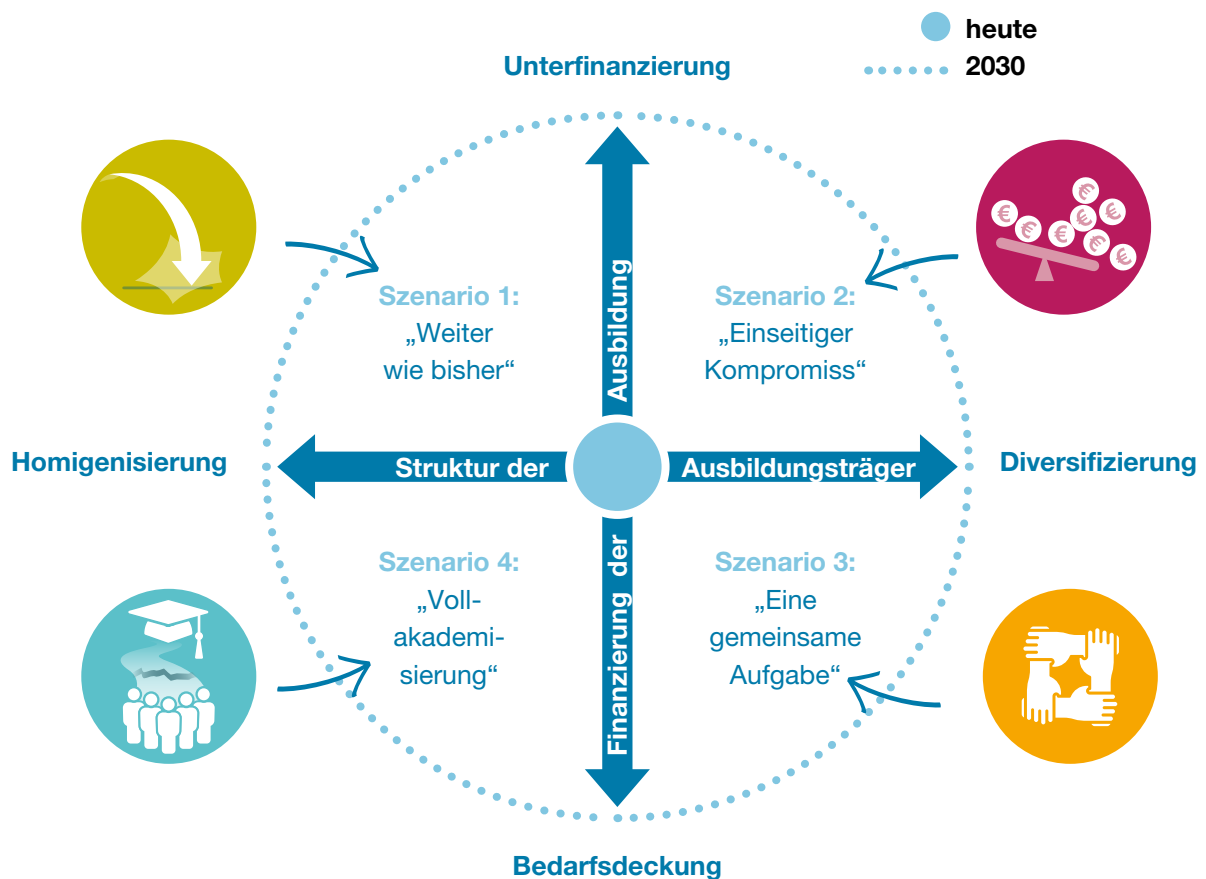 heute
2030
Unterfinanzierung
Szenario 1:
„Weiter
wie bisher“
Szenario 2:
„Einseitiger
Kompromiss“
Homigenisierung
Struktur der
Ausbildungsträger
Diversifizierung
Finanzierung der
Ausbildung
Szenario 4:
„Voll-
akademi-
sierung“
Szenario 3:
„Eine
gemeinsame
Aufgabe“
Bedarfsdeckung
€
€
€
€
€
€
€
€